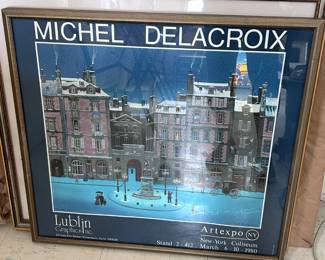 MICHEL DELACROIX
Lublin
Graphics Inc.
Artexpo NY
New York Coliseum
Stand 2-412 March 6-10-1980